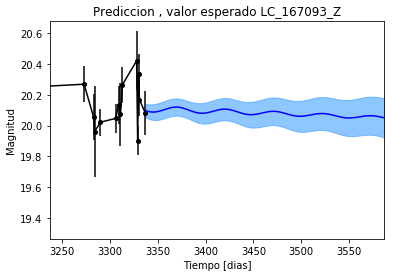 Prediccion , valor esperado LC_167093_Z
Magnitud
20.6
20.4
20.2
20.0
19.8
19.6
19.4
3250 3300 3350 3400 3450 3500 3550
Tiempo [dias]